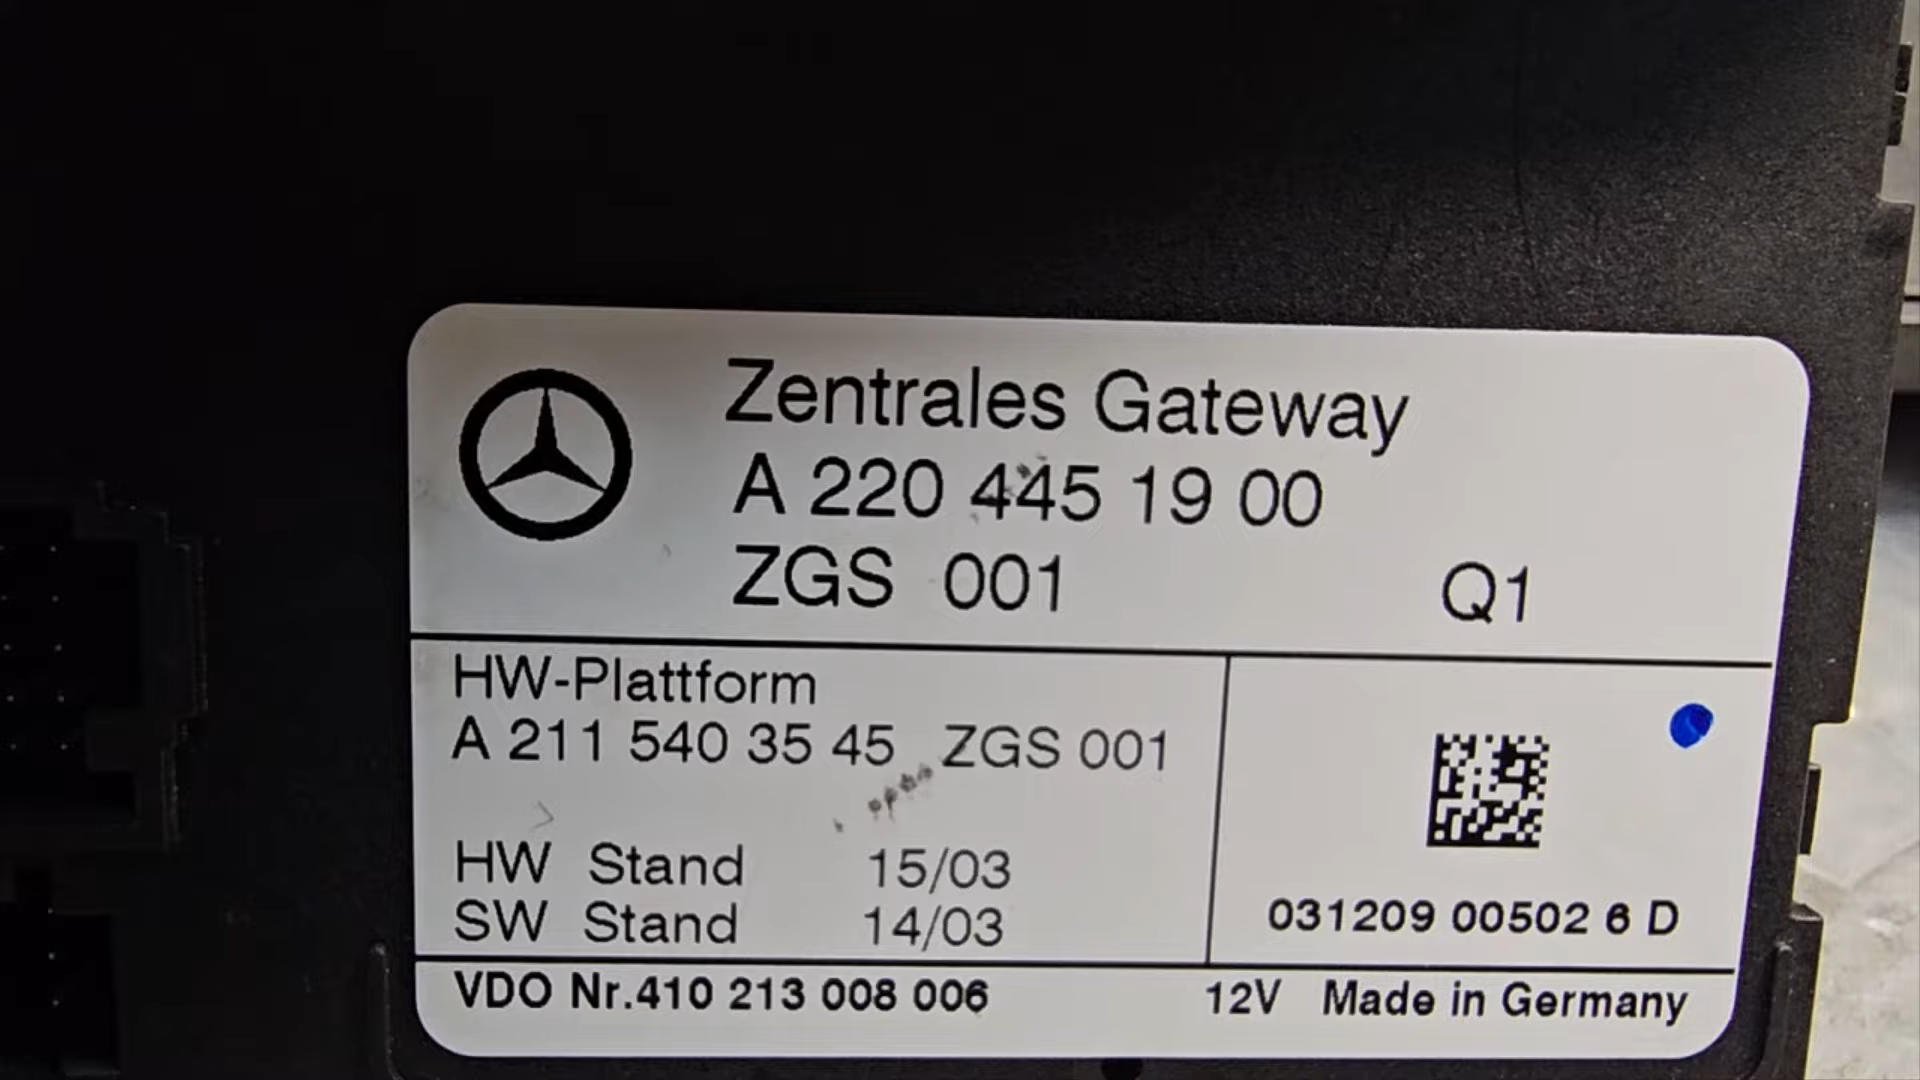 Zentrales Gateway
A 220 445 19 00
ZGS 001 Q1
HW-Plattform
A 211 540 35 45 ZGS 001
HW Stand 15/03
SW Stand 14/03
031209 00502 6 D
VDO Nr.410 213 008 006 12V Made in Germany